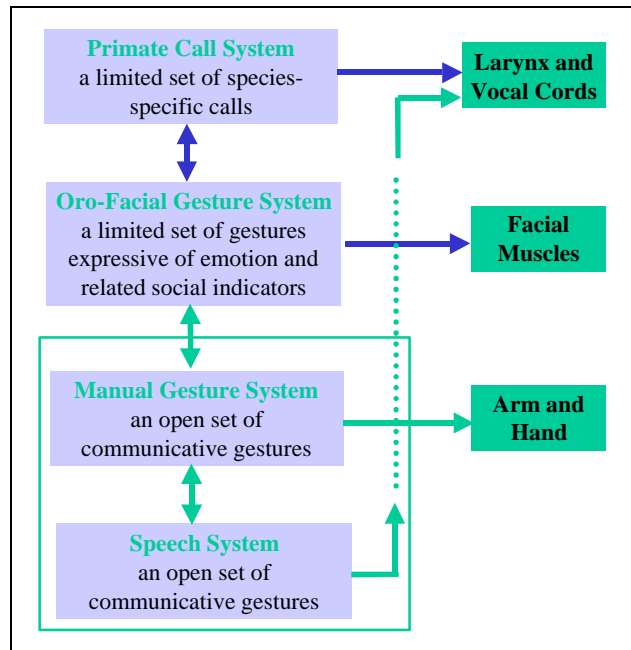 Primate Call System
a limited set of species-
specific calls
Larynx and
Vocal Cords
Oro-Facial Gesture System
a limited set of gestures
expressive of emotion and
related social indicators
Facial
Muscles
Manual Gesture System
an open set of
communicative gestures
Arm and
Hand
Speech System
an open set of
communicative gestures